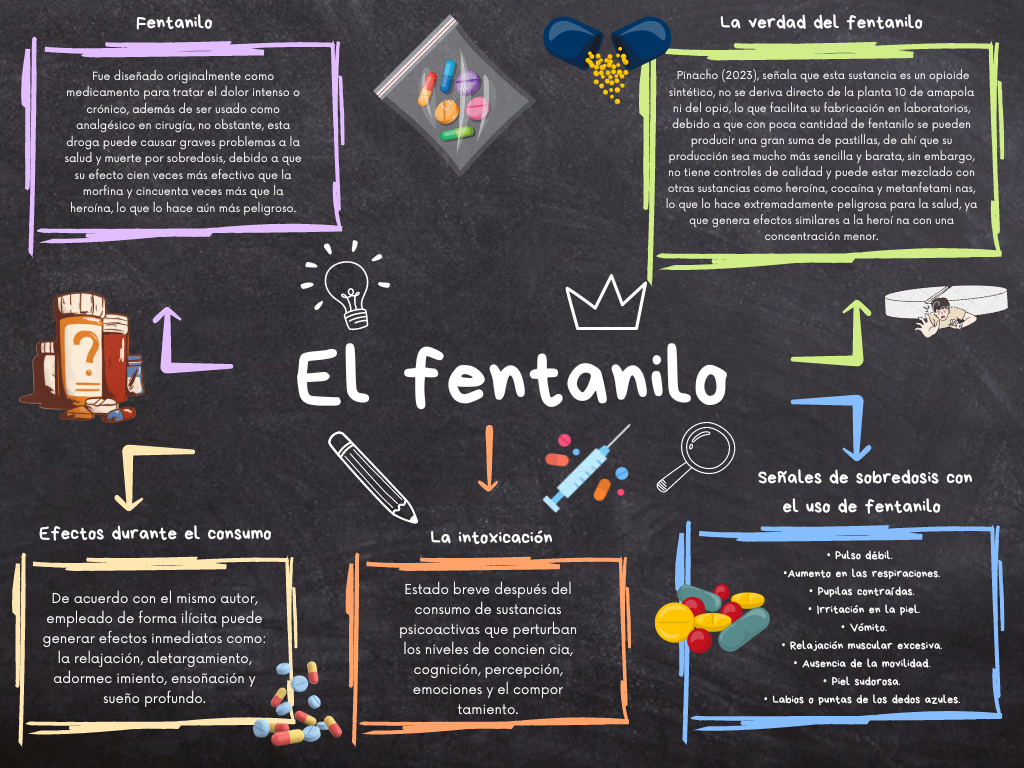 Fentanilo
Fue diseñado originalmente como
medicamento para tratar el dolor intenso o
crónico, además de ser usado como
analgésico en cirugía, no obstante, esta
droga puede causar graves problemas a la
salud y muerte por sobredosis, debido a que
su efecto cien veces más efectivo que la
morfina y cincuenta veces más que la
heroína, lo que lo hace aún más peligroso.
La verdad del fentanilo
Pinacho (2023), señala que esta sustancia es un opioide
sintético, no se deriva directo de la planta 10 de amapola
ni del opio, lo que facilita su fabricación en laboratorios,
debido a que con poca cantidad de fentanilo se pueden
producir una gran suma de pastillas, de ahí que su
producción sea mucho más sencilla y barata, sin embargo,
no tiene controles de calidad y puede estar mezclado con
otras sustancias como heroína, cocaína y metanfetami nas,
lo que lo hace extremadamente peligrosa para la salud, ya
que genera efectos similares a la heroí na con una
concentración menor.
?
El fentanilo
Efectos durante el consumo
De acuerdo con el mismo autor,
empleado de forma ilícita puede
generar efectos inmediatos como:
la relajación, aletargamiento,
adormec imiento, ensoñación y
sueño profundo.
La intoxicación
Estado breve después del
consumo de sustancias
psicoactivas que perturban
los niveles de concien cia,
cognición, percepción,
emociones y el compor
tamiento.
Señales de sobredosis con
el uso de fentanilo
• Pulso débil.
•Aumento en las respiraciones.
• Pupilas contraídas.
• Irritación en la piel.
• Vómito.
• Relajación muscular excesiva.
• Ausencia de la movilidad.
• Piel sudorosa.
• Labios o puntas de los dedos azules.